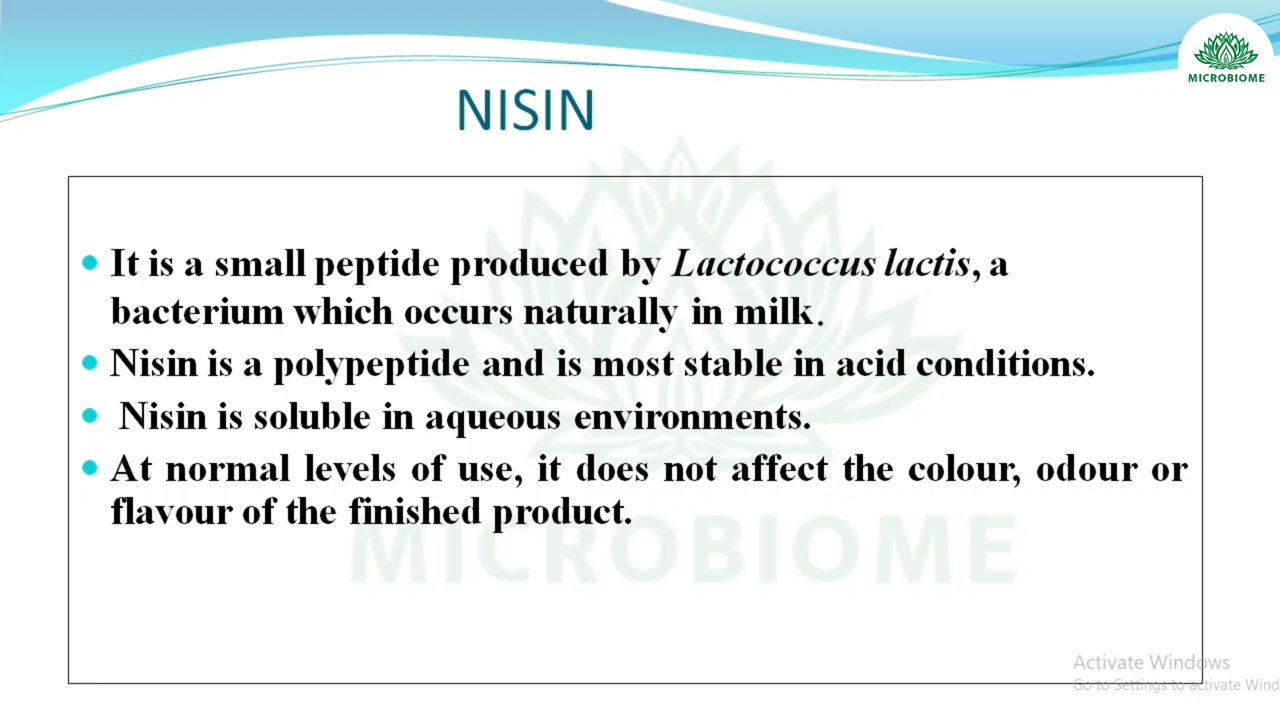 MICROBIOME
NISIN
• It is a small peptide produced by Lactococcus lactis, a
bacterium which occurs naturally in milk.
• Nisin is a polypeptide and is most stable in acid conditions.
• Nisin is soluble in aqueous environments.
• At normal levels of use, it does not affect the colour, odour or
flavour of the finished product.
MICROBIOME
Activate Windows
Go to Settings to activate Wind